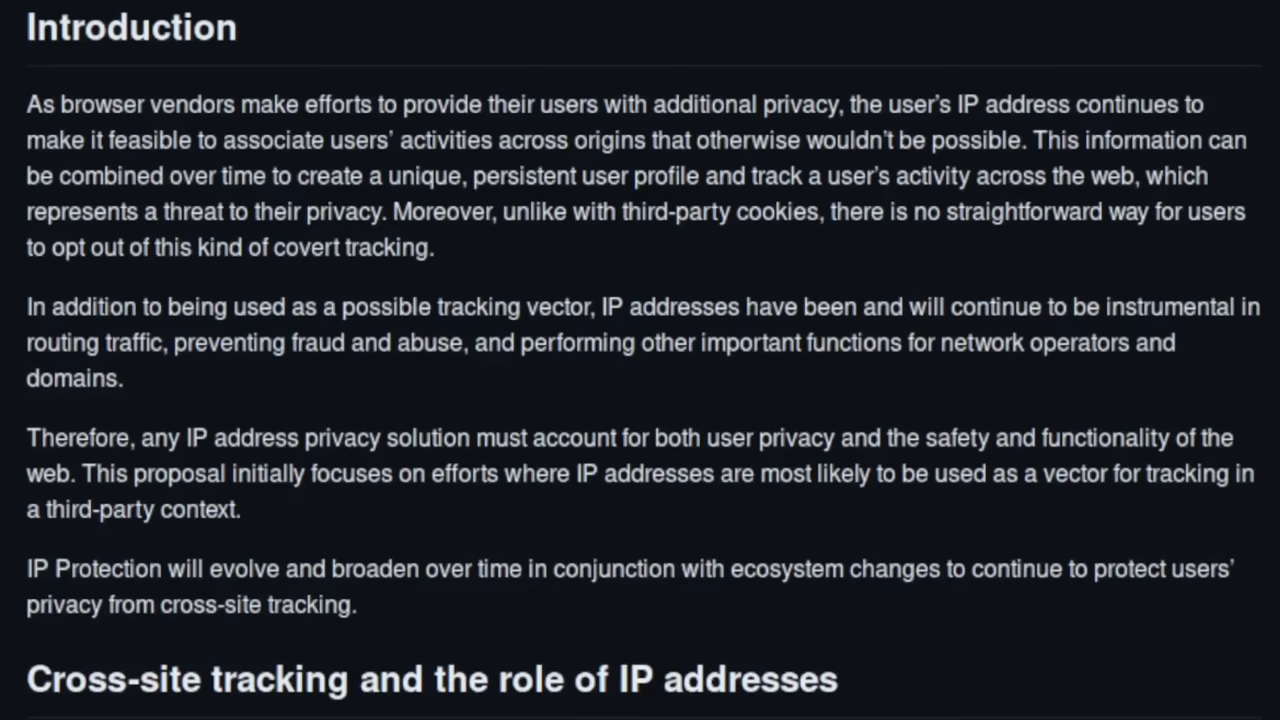 Introduction
As browser vendors make efforts to provide their users with additional privacy, the user’s IP address continues to
make it feasible to associate users’ activities across origins that otherwise wouldn’t be possible. This information can
be combined over time to create a unique, persistent user profile and track a user’s activity across the web, which
represents a threat to their privacy. Moreover, unlike with third-party cookies, there is no straightforward way for users
to opt out of this kind of covert tracking.
In addition to being used as a possible tracking vector, IP addresses have been and will continue to be instrumental in
routing traffic, preventing fraud and abuse, and performing other important functions for network operators and
domains.
Therefore, any IP address privacy solution must account for both user privacy and the safety and functionality of the
web. This proposal initially focuses on efforts where IP addresses are most likely to be used as a vector for tracking in
a third-party context.
IP Protection will evolve and broaden over time in conjunction with ecosystem changes to continue to protect users’
privacy from cross-site tracking.
Cross-site tracking and the role of IP addresses